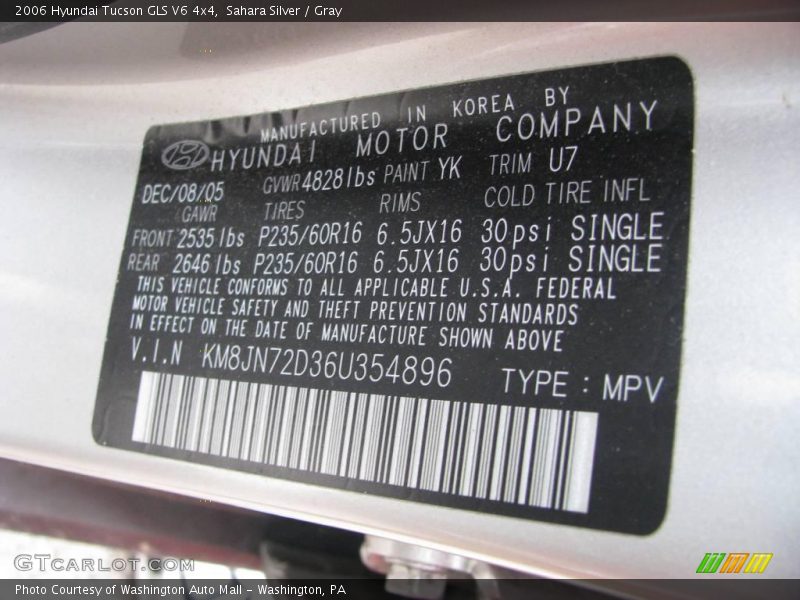 2006 Hyundai Tucson GLS V6 4x4, Sahara Silver / Gray
MANUFACTURED IN KOREA BY
HYUNDAI MOTOR COMPANY
DEC/08/05 GVWR 4828lbs PAINT YK TRIM U7
GAWR TIRES RIMS COLD TIRE INFL
FRONT 2535 lbs P235/60R16 6.5JX16 30psi SINGLE
REAR 2646 lbs P235/60R16 6.5JX16 30psi SINGLE
THIS VEHICLE CONFORMS TO ALL APPLICABLE U.S.A. FEDERAL
MOTOR VEHICLE SAFETY AND THEFT PREVENTION STANDARDS
IN EFFECT ON THE DATE OF MANUFACTURE SHOWN ABOVE
V.I.N KM8JN72D36U354896 TYPE : MPV
GTCARLOT.COM
Photo Courtesy of Washington Auto Mall - Washington, PA